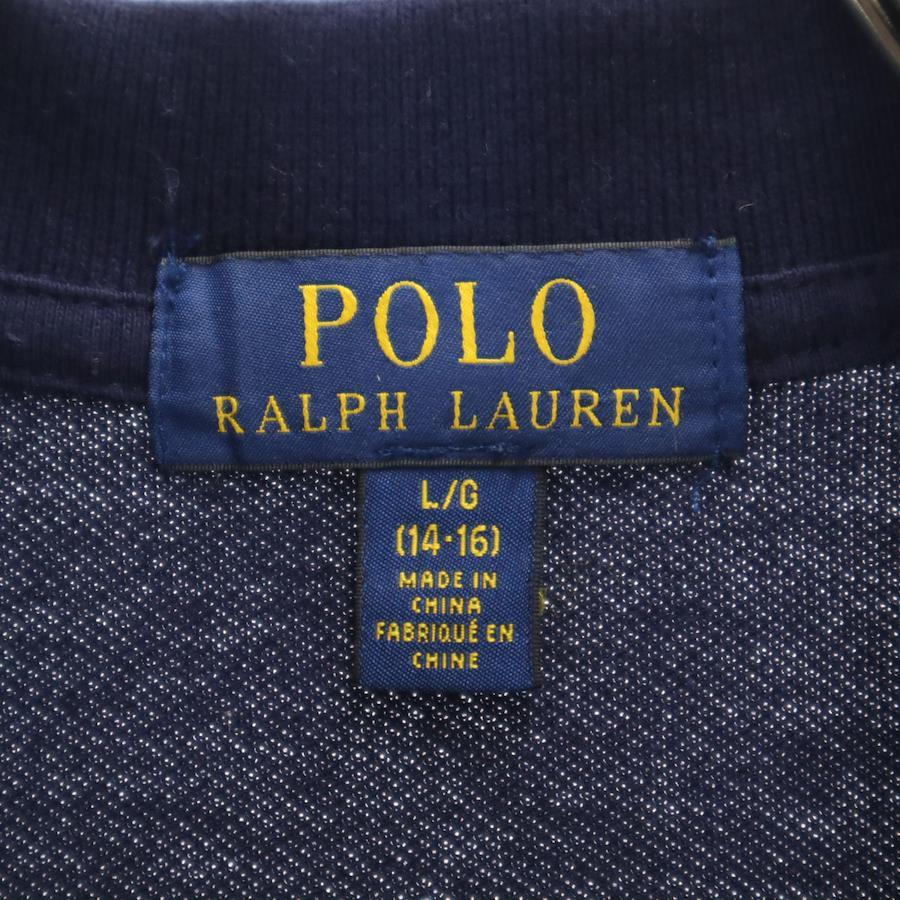 POLO
RALPH LAUREN
L/G
(14·16)
MADE IN
CHINA
FABRIQUÉ EN
CHINE